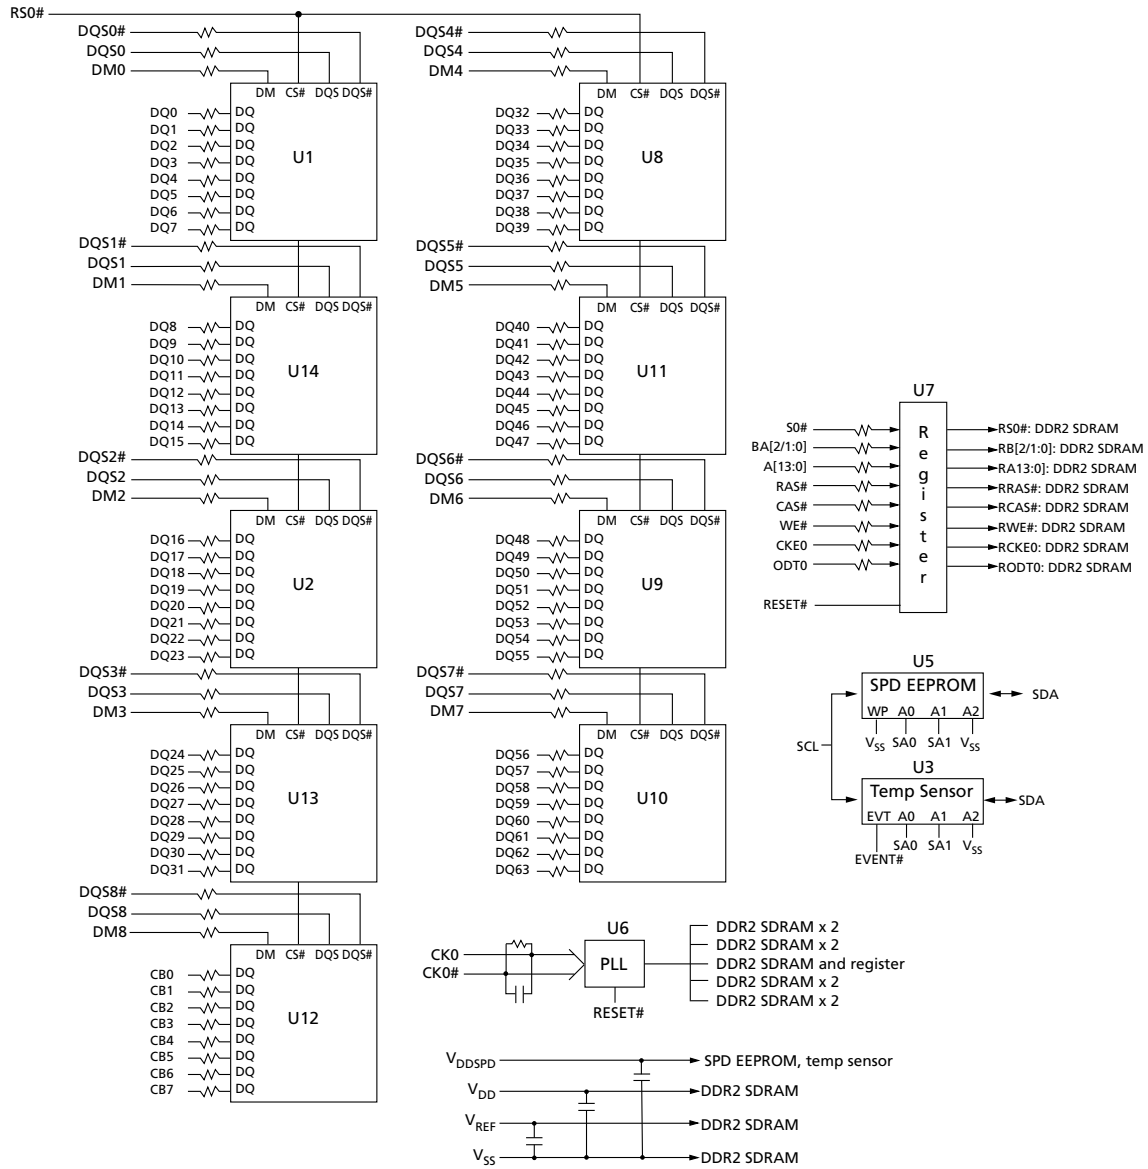 RS0#
DQS0#
DQS0
DM0
DM CS# DQS DQS#
DQ0 DQ
DQ1 DQ
DQ2 DQ
DQ3 DQ
DQ4 DQ
DQ5 DQ
DQ6 DQ
DQ7 DQ
U1
DQS1#
DQS1
DM1
DM CS# DQS DQS#
DQ8 DQ
DQ9 DQ
DQ10 DQ
DQ11 DQ
DQ12 DQ
DQ13 DQ
DQ14 DQ
DQ15 DQ
U14
DQS2#
DQS2
DM2
DM CS# DQS DQS#
DQ16 DQ
DQ17 DQ
DQ18 DQ
DQ19 DQ
DQ20 DQ
DQ21 DQ
DQ22 DQ
DQ23 DQ
U2
DQS3#
DQS3
DM3
DM CS# DQS DQS#
DQ24 DQ
DQ25 DQ
DQ26 DQ
DQ27 DQ
DQ28 DQ
DQ29 DQ
DQ30 DQ
DQ31 DQ
U13
DQS8#
DQS8
DM8
DM CS# DQS DQS#
CB0 DQ
CB1 DQ
CB2 DQ
CB3 DQ
CB4 DQ
CB5 DQ
CB6 DQ
CB7 DQ
U12
DQS4#
DQS4
DM4
DM CS# DQS DQS#
DQ32 DQ
DQ33 DQ
DQ34 DQ
DQ35 DQ
DQ36 DQ
DQ37 DQ
DQ38 DQ
DQ39 DQ
U8
DQS5#
DQS5
DM5
DM CS# DQS DQS#
DQ40 DQ
DQ41 DQ
DQ42 DQ
DQ43 DQ
DQ44 DQ
DQ45 DQ
DQ46 DQ
DQ47 DQ
U11
DQS6#
DQS6
DM6
DM CS# DQS DQS#
DQ48 DQ
DQ49 DQ
DQ50 DQ
DQ51 DQ
DQ52 DQ
DQ53 DQ
DQ54 DQ
DQ55 DQ
U9
DQS7#
DQS7
DM7
DM CS# DQS DQS#
DQ56 DQ
DQ57 DQ
DQ58 DQ
DQ59 DQ
DQ60 DQ
DQ61 DQ
DQ62 DQ
DQ63 DQ
U10
U7
Register
S0# RS0#: DDR2 SDRAM
BA[2/1:0] RB[2/1:0]: DDR2 SDRAM
A[13:0] RA13:0]: DDR2 SDRAM
RAS# RRAS#: DDR2 SDRAM
CAS# RCAS#: DDR2 SDRAM
WE# RWE#: DDR2 SDRAM
CKE0 RCKE0: DDR2 SDRAM
ODT0 RODT0: DDR2 SDRAM
RESET#
U5
SPD EEPROM
SDA
WP A0 A1 A2
VSS SA0 SA1 VSS
SCL
U3
Temp Sensor
SDA
EVT A0 A1 A2
SA0 SA1 VSS
EVENT#
U6
PLL
CK0
CK0#
RESET#
DDR2 SDRAM x 2
DDR2 SDRAM x 2
DDR2 SDRAM and register
DDR2 SDRAM x 2
DDR2 SDRAM x 2
VDDSPD SPD EEPROM, temp sensor
VDD DDR2 SDRAM
VREF DDR2 SDRAM
VSS DDR2 SDRAM